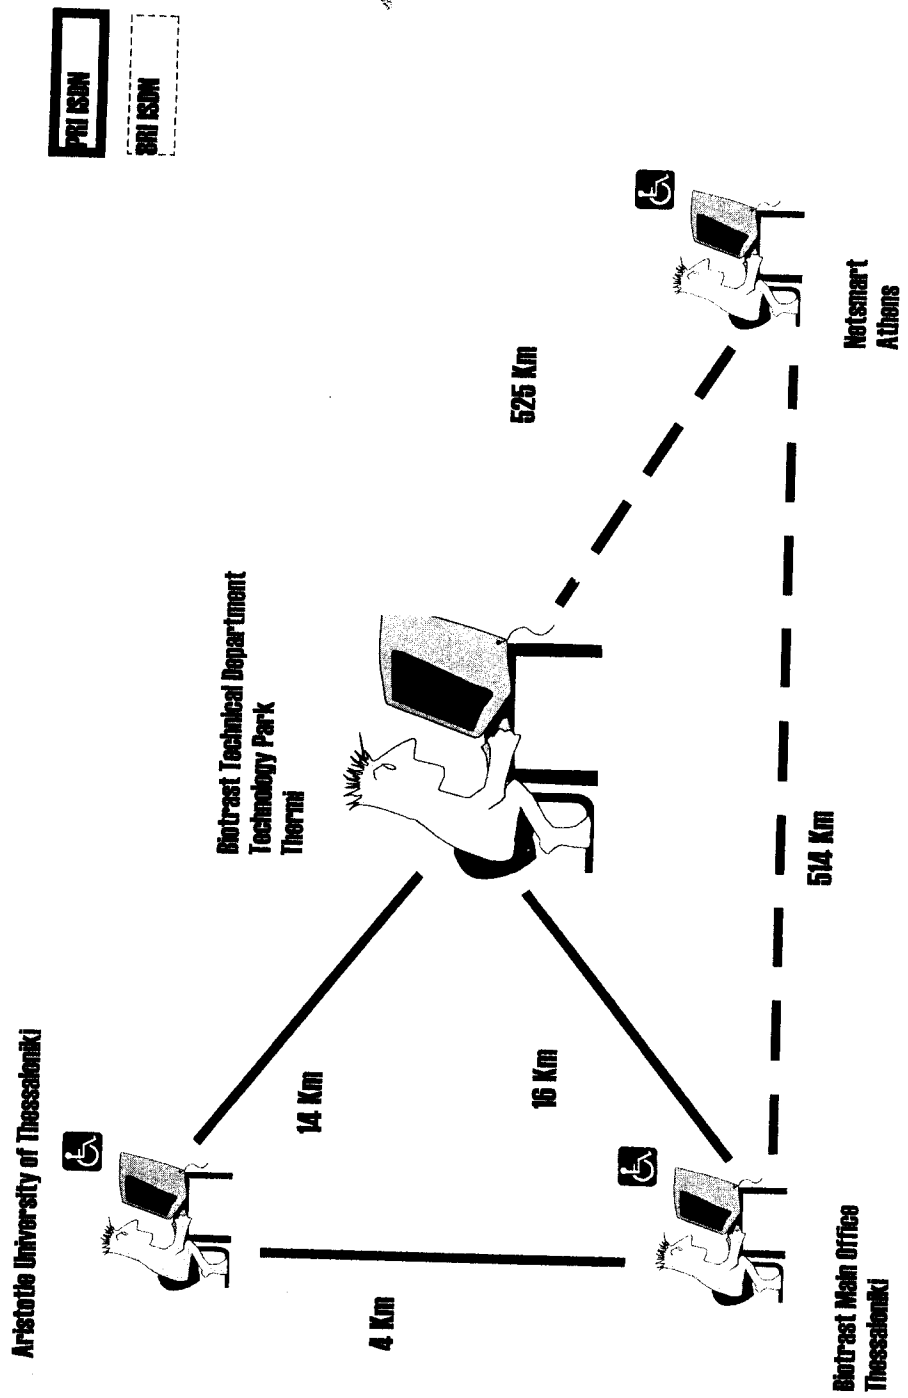 PRI ISDN
BRI ISDN
Aristotle University of Thessaloniki
Biotrast Technical Department
Technology Park
Thermi
14 Km
525 Km
4 Km
16 Km
514 Km
Biotrast Main Office
Thessaloniki
Netsmart
Athens